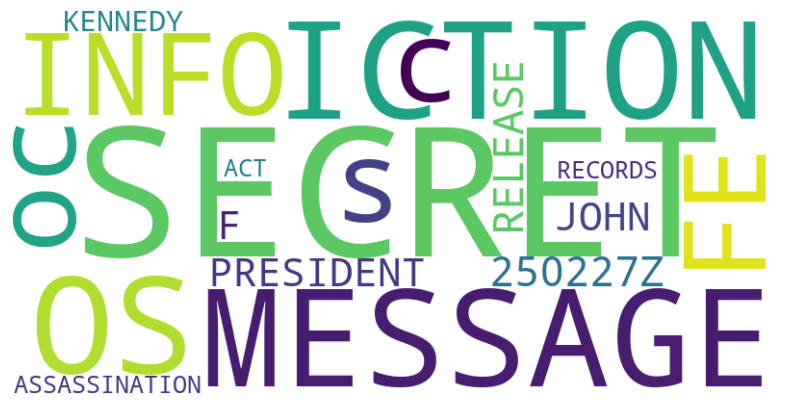 KENNEDY
INFO
ICTION
C
RELEASE
OC
SECRET
ACT
S
RECORDS
FE
F
JOHN
PRESIDENT
250227Z
OS
MESSAGE
ASSASSINATION